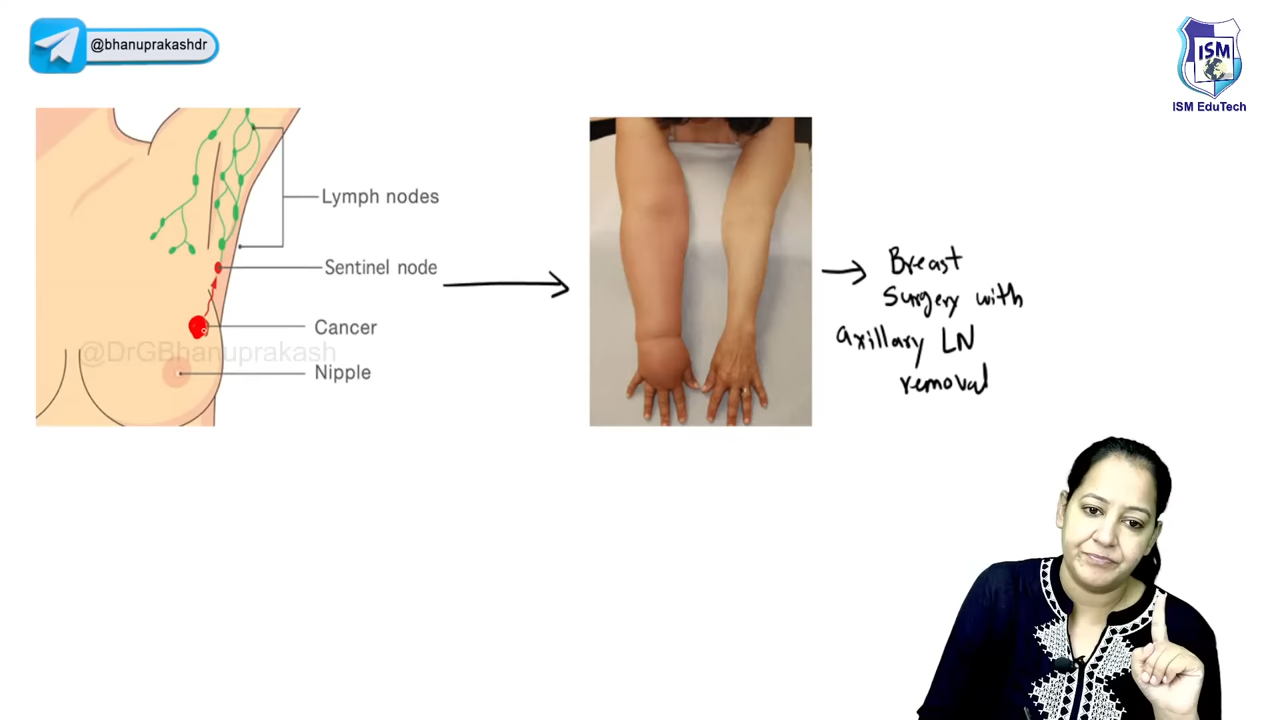 @bhanuprakashdr
ISM
ISM EduTech
Lymph nodes
Sentinel node
Cancer
@DrGBhanuprakash
Nipple
Breast
surgery with
axillary LN
removal